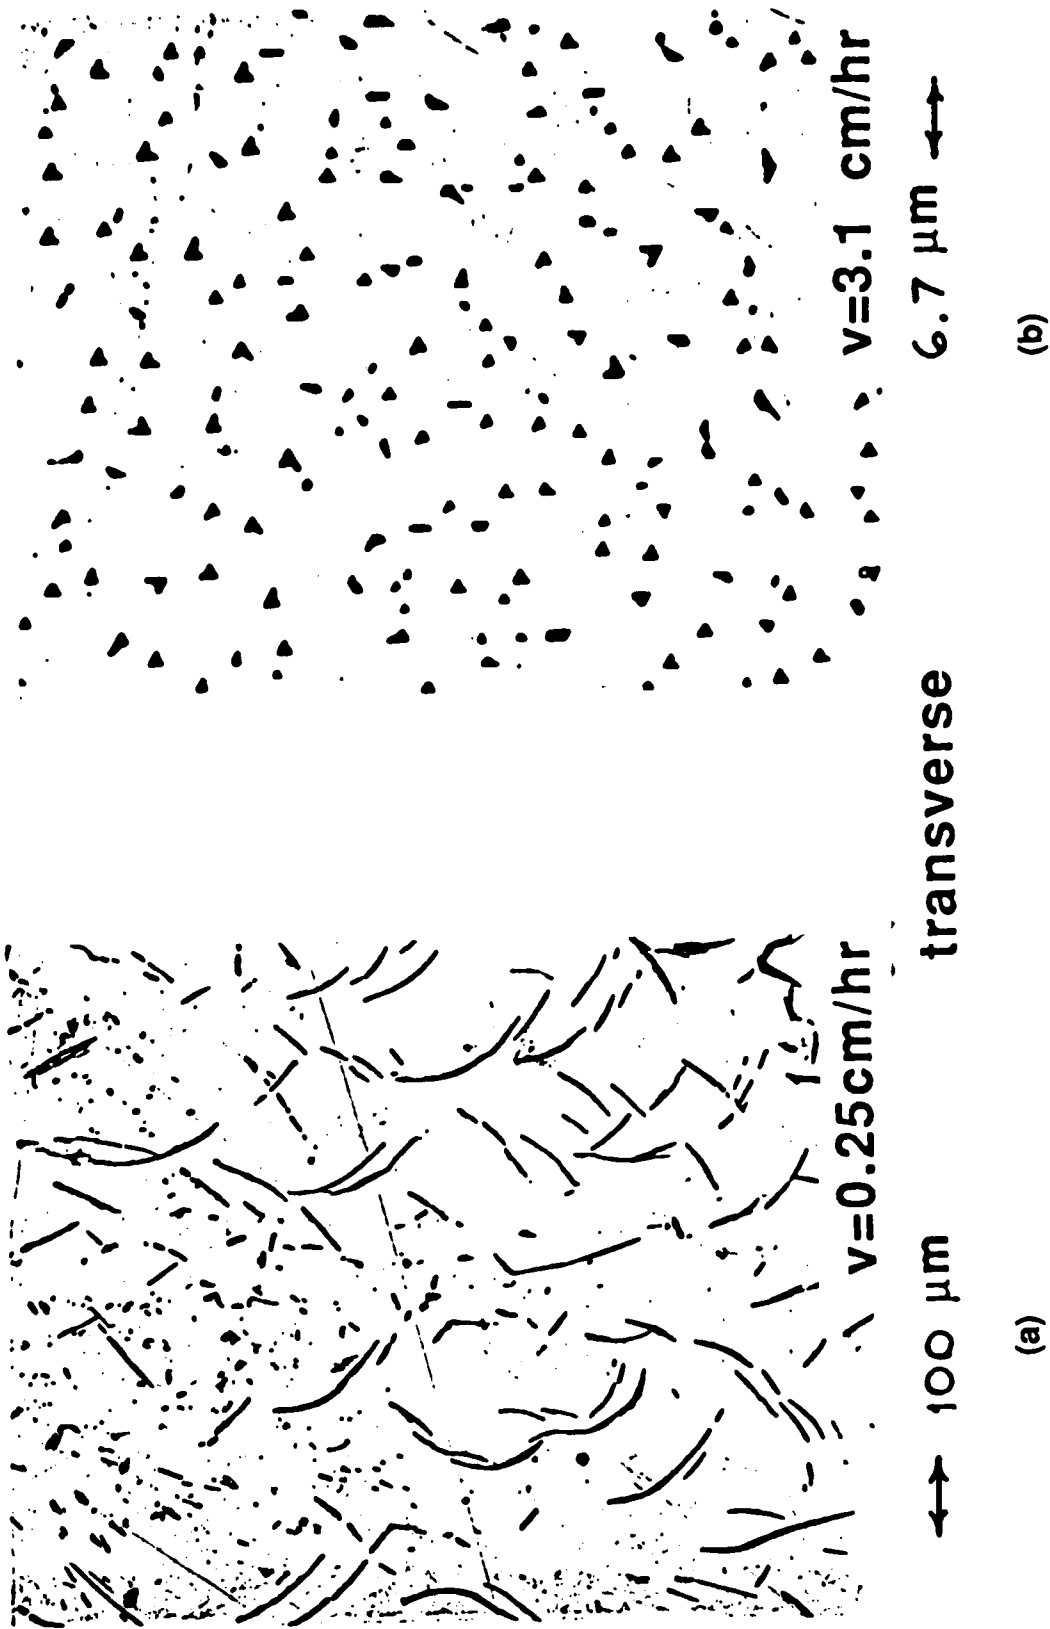 v=0.25cm/hr
100 µm
(a)
transverse
v=3.1 cm/hr
6.7 µm
(b)